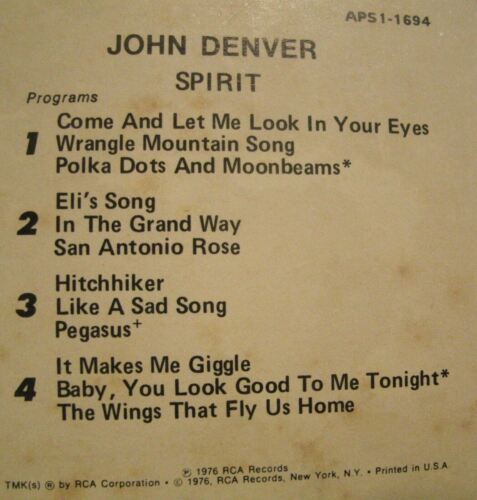 APS1-1694
JOHN DENVER
SPIRIT
Programs
1
Come And Let Me Look In Your Eyes
Wrangle Mountain Song
Polka Dots And Moonbeams*
2
Eli's Song
In The Grand Way
San Antonio Rose
3
Hitchhiker
Like A Sad Song
Pegasus+
4
It Makes Me Giggle
Baby, You Look Good To Me Tonight*
The Wings That Fly Us Home
℗ 1976 RCA Records
TMK(s) ® by RCA Corporation • © 1976, RCA Records, New York, N.Y. • Printed in U.S.A.